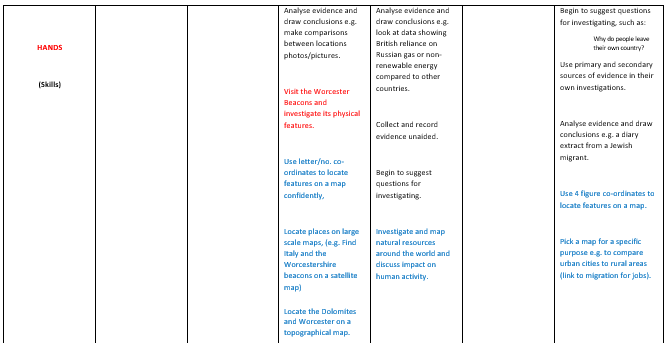 HANDS
(Skills)
Analyse evidence and
draw conclusions e.g.
make comparisons
between locations
photos/pictures.
Visit the Worcester
Beacons and
investigate its physical
features.
Use letter/no. co-
ordinates to locate
features on a map
confidently,
Locate places on large
scale maps, (e.g. Find
Italy and the
Worcestershire
beacons on a satellite
map)
Locate the Dolomites
and Worcester on a
topographical map.
Analyse evidence and
draw conclusions e.g.
look at data showing
British reliance on
Russian gas or non-
renewable energy
compared to other
countries.
Collect and record
evidence unaided.
Begin to suggest
questions for
investigating.
Investigate and map
natural resources
around the world and
discuss impact on
human activity.
Begin to suggest questions
for investigating, such as:
Why do people leave
their own country?
Use primary and secondary
sources of evidence in their
own investigations.
Analyse evidence and draw
conclusions e.g. a diary
extract from a Jewish
migrant.
Use 4 figure co-ordinates to
locate features on a map.
Pick a map for a specific
purpose e.g. to compare
urban cities to rural areas
(link to migration for jobs).